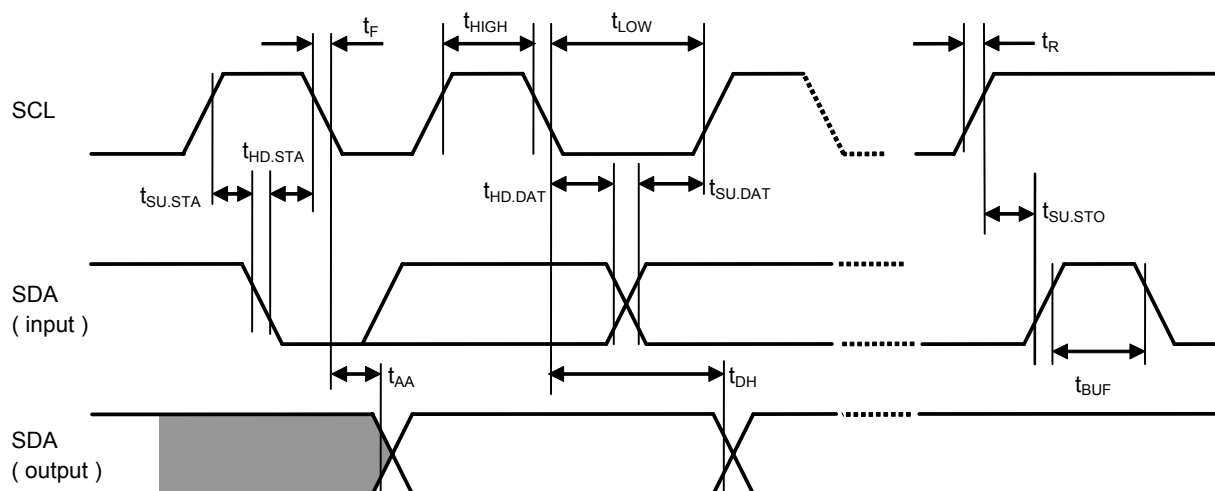 tF
tHIGH
tLOW
tR
SCL
tHD.STA
tSU.STA
tHD.DAT
tSU.DAT
tSU.STO
SDA
( input )
tAA
tDH
tBUF
SDA
( output )